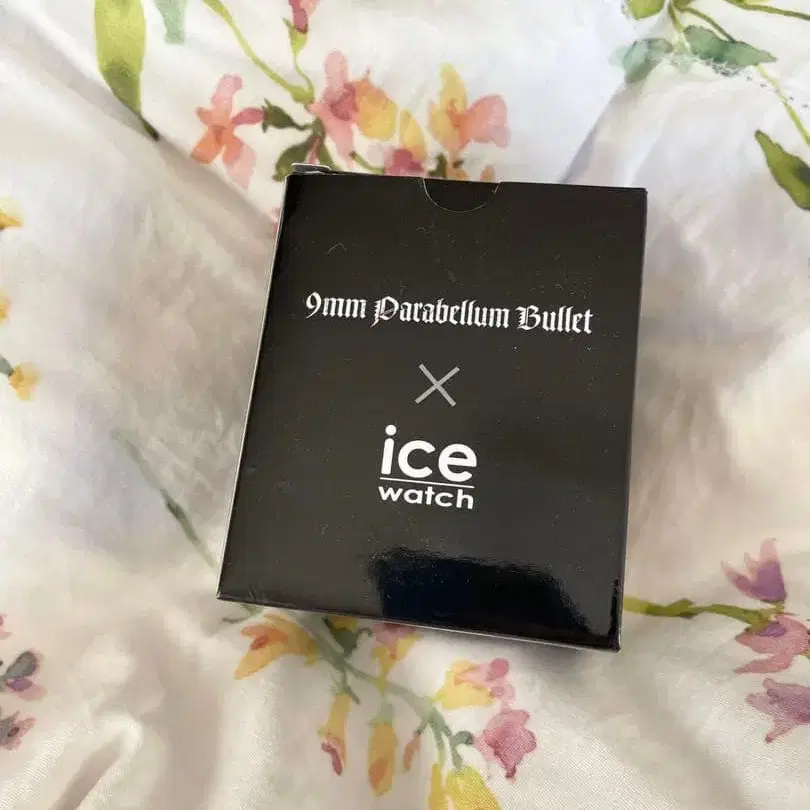 9mm Parabellum Bullet
×
ice
watch